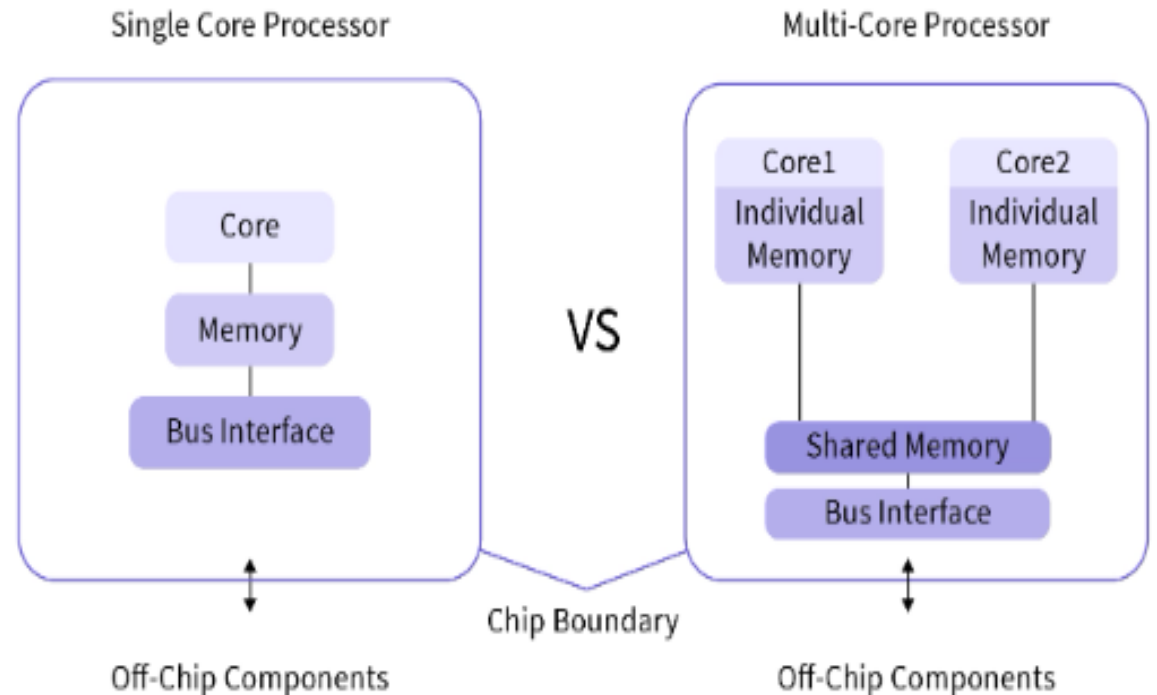 Single Core Processor
Multi-Core Processor
Core
Memory
Bus Interface
VS
Core1
Individual
Memory
Core2
Individual
Memory
Shared Memory
Bus Interface
Chip Boundary
Off-Chip Components
Off-Chip Components